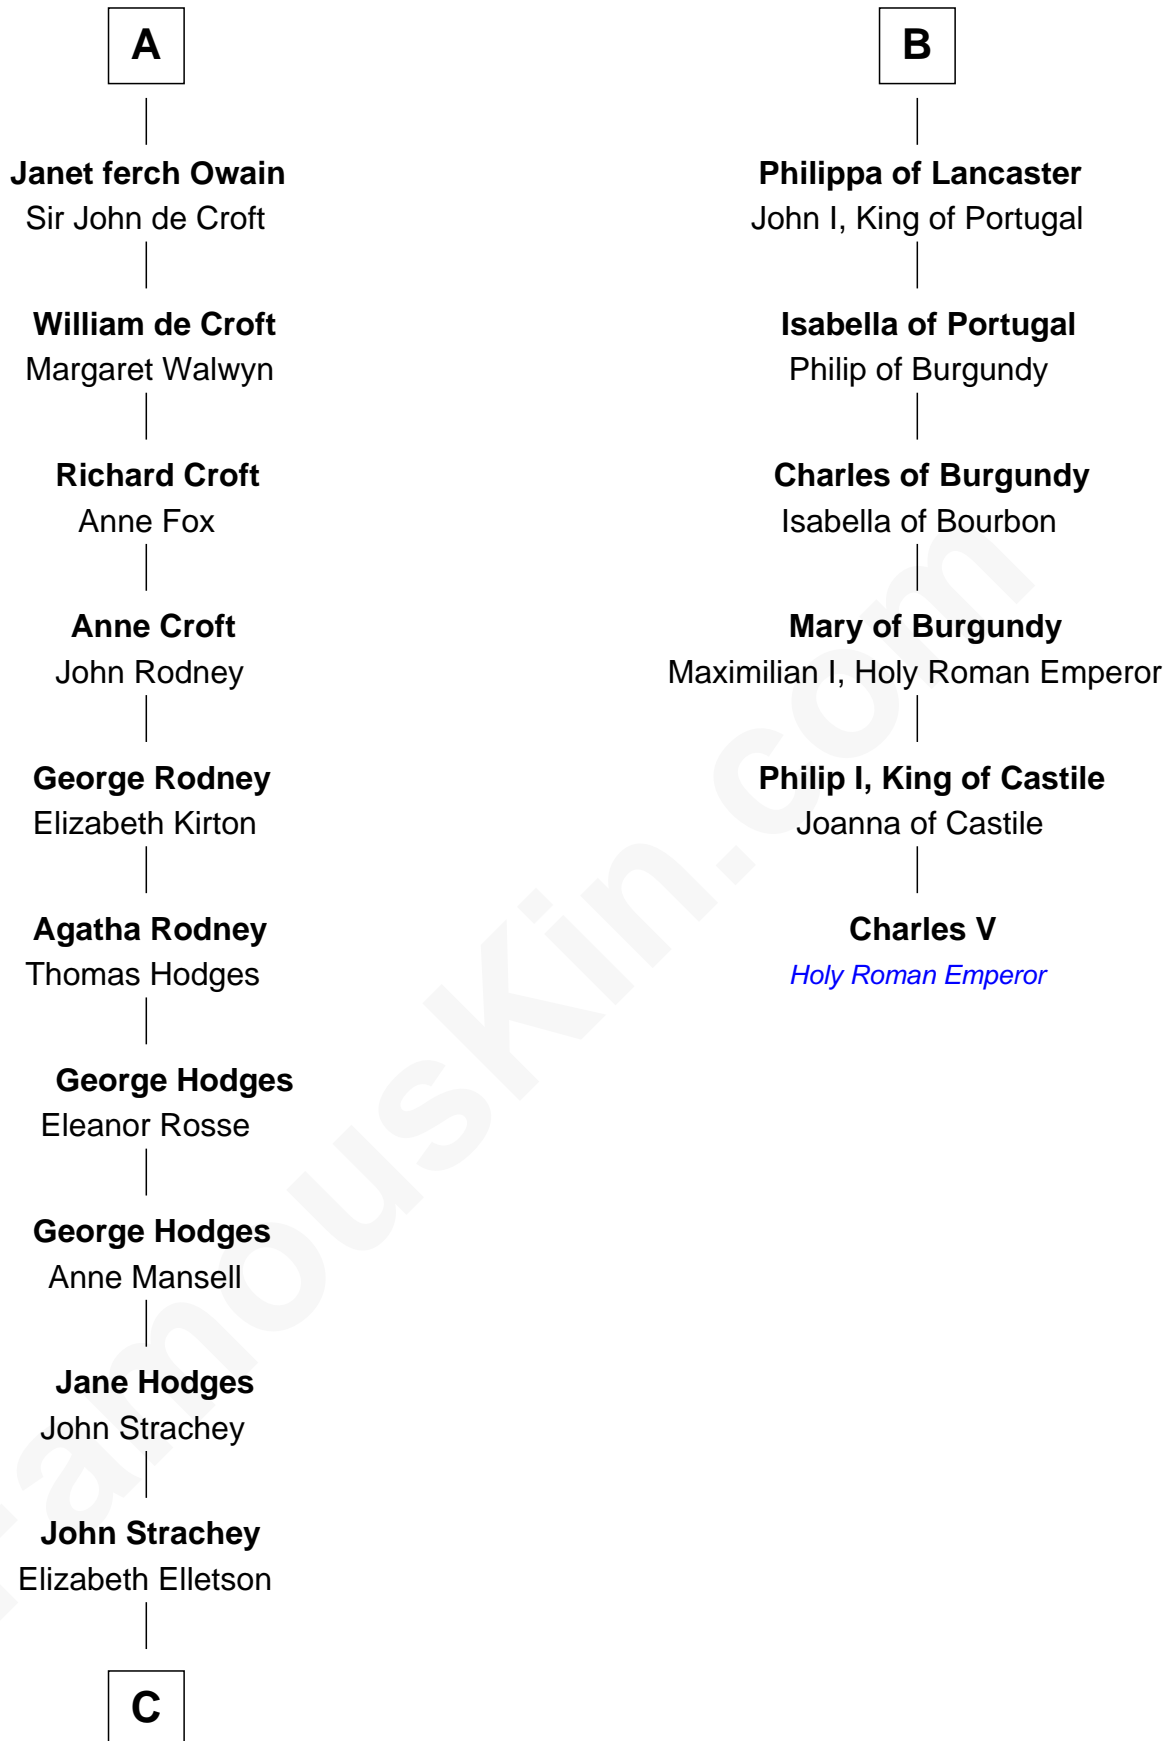 A
Janet ferch Owain
Sir John de Croft
William de Croft
Margaret Walwyn
Richard Croft
Anne Fox
Anne Croft
John Rodney
George Rodney
Elizabeth Kirton
Agatha Rodney
Thomas Hodges
George Hodges
Eleanor Rosse
George Hodges
Anne Mansell
Jane Hodges
John Strachey
John Strachey
Elizabeth Elletson
C
B
Philippa of Lancaster
John I, King of Portugal
Isabella of Portugal
Philip of Burgundy
Charles of Burgundy
Isabella of Bourbon
Mary of Burgundy
Maximilian I, Holy Roman Emperor
Philip I, King of Castile
Joanna of Castile
Charles V
Holy Roman Emperor
FamousKin.com